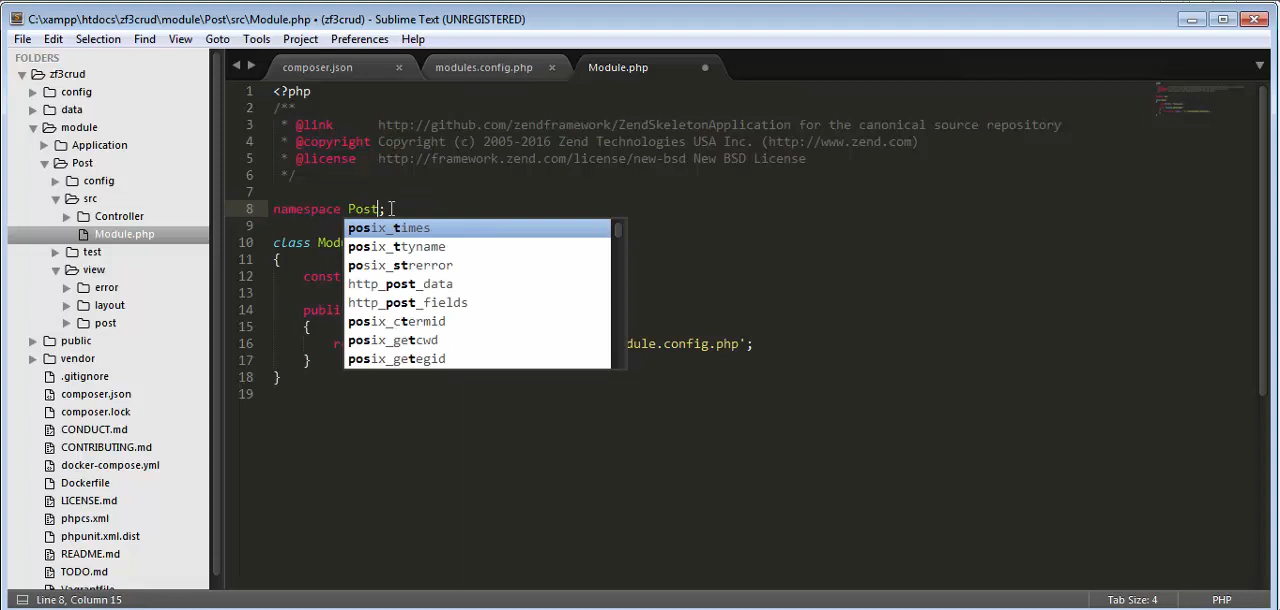 C:\xampp\htdocs\zf3crud\module\Post\src\Module.php • (zf3crud) - Sublime Text (UNREGISTERED)
File Edit Selection Find View Goto Tools Project Preferences Help
FOLDERS
zf3crud
config
data
module
Application
Post
config
src
Controller
Module.php
test
view
error
layout
post
public
vendor
.gitignore
composer.json
composer.lock
CONDUCT.md
CONTRIBUTING.md
docker-compose.yml
Dockerfile
LICENSE.md
phpcs.xml
phpunit.xml.dist
README.md
TODO.md
Vagrantfile
composer.json × modules.config.php × Module.php
1 <?php
2 /**
3 * @link http://github.com/zendframework/ZendSkeletonApplication for the canonical source repository
4 * @copyright Copyright (c) 2005-2016 Zend Technologies USA Inc. (http://www.zend.com)
5 * @license http://framework.zend.com/license/new-bsd New BSD License
6 */
7
8 namespace Post;
9
10 class Modu
11 {
12 const
13
14 publi
15 {
16 r dule.config.php';
17 }
18 }
19
posix_times
posix_ttyname
posix_strerror
http_post_data
http_post_fields
posix_ctermid
posix_getcwd
posix_getegid
Line 8, Column 15 Tab Size: 4 PHP